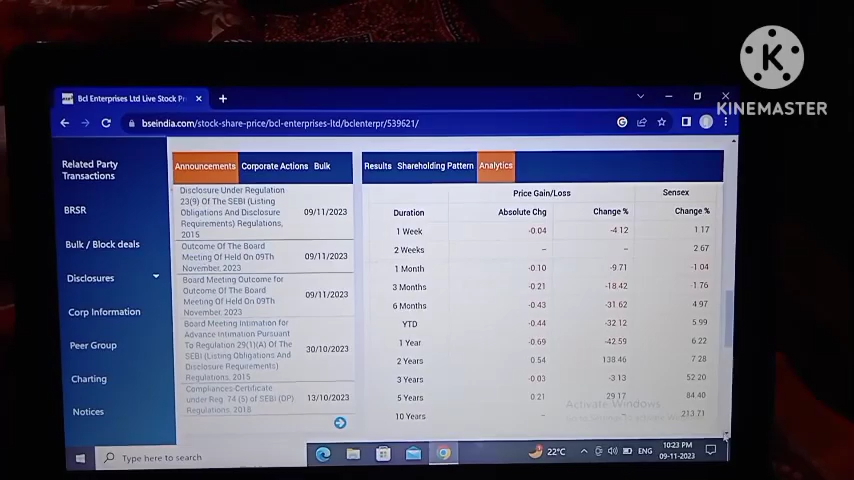 KINEMASTER
Bcl Enterprises Ltd Live Stock Pr
bseindia.com/stock-share-price/bcl-enterprises-ltd/bclenterpr/539621/
Related Party
Transactions
BRSR
Bulk / Block deals
Disclosures
Corp Information
Peer Group
Charting
Notices
Announcements Corporate Actions Bulk
Disclosure Under Regulation
23(9) Of The SEBI (Listing
Obligations And Disclosure
Requirements) Regulations,
2015
09/11/2023
Outcome Of The Board
Meeting Of Held On 09Th
November, 2023
09/11/2023
Board Meeting Outcome for
Outcome Of The Board
Meeting Of Held On 09Th
November, 2023
09/11/2023
Board Meeting Intimation for
Advance Intimation Pursuant
To Regulation 29(1)(A) Of The
SEBI (Listing Obligations And
Disclosure Requirements)
Regulations, 2015
30/10/2023
Compliances-Certificate
under Reg. 74 (5) of SEBI (DP)
Regulations, 2018
13/10/2023
Results Shareholding Pattern Analytics
Price Gain/Loss Sensex
Duration Absolute Chg Change % Change %
1 Week -0.04 -4.12 1.17
2 Weeks – – 2.67
1 Month -0.10 -9.71 -1.04
3 Months -0.21 -18.42 -1.76
6 Months -0.43 -31.62 4.97
YTD -0.44 -32.12 5.99
1 Year -0.69 -42.59 6.22
2 Years 0.54 138.46 7.28
3 Years -0.03 -3.13 52.20
5 Years 0.21 29.17 84.40
10 Years – 213.71
Activate Windows
Type here to search
22°C
ENG
10:23 PM
09-11-2023